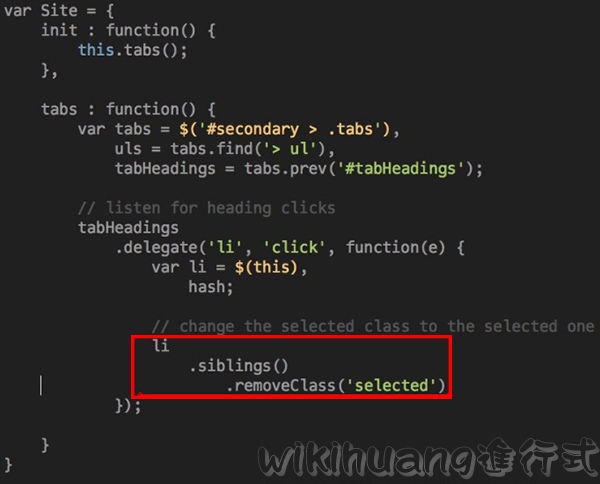 var Site = {
    init : function() {
        this.tabs();
    },

    tabs : function() {
        var tabs = $('#secondary > .tabs'),
            uls = tabs.find('> ul'),
            tabHeadings = tabs.prev('#tabHeadings');

        // listen for heading clicks
        tabHeadings
            .delegate('li', 'click', function(e) {
                var li = $(this),
                    hash;

                // change the selected class to the selected one
                li
                    .siblings()
                        .removeClass('selected')
            });

    }
}
wikihuang進行式